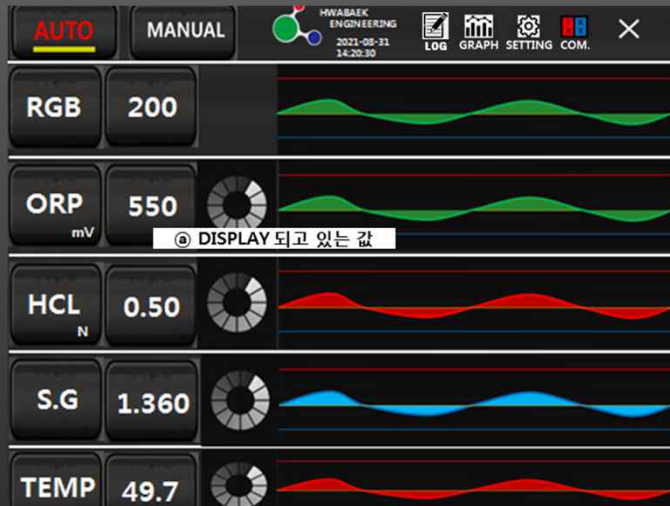 AUTO
MANUAL
HWABAEK
ENGINEERING
2021-08-31
14:20:30
LOG
GRAPH
SETTING
COM.
RGB
200
ORP
mV
550
ⓐ DISPLAY 되고 있는 값
HCL
N
0.50
S.G
1.360
TEMP
49.7